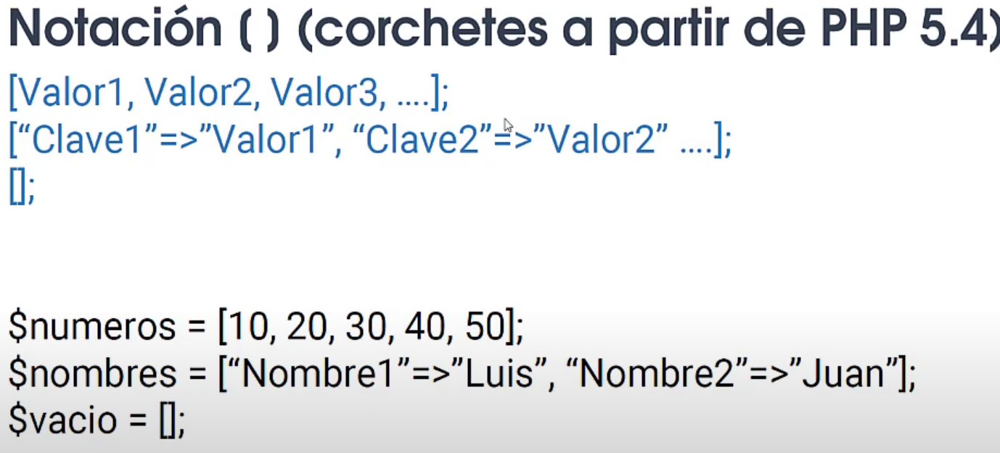 Notación ( ) (corchetes a partir de PHP 5.4)
[Valor1, Valor2, Valor3, ....];
[“Clave1”=>”Valor1”, “Clave2”=>”Valor2” ....];
[];
$numeros = [10, 20, 30, 40, 50];
$nombres = [“Nombre1”=>”Luis”, “Nombre2”=>”Juan”];
$vacio = [];